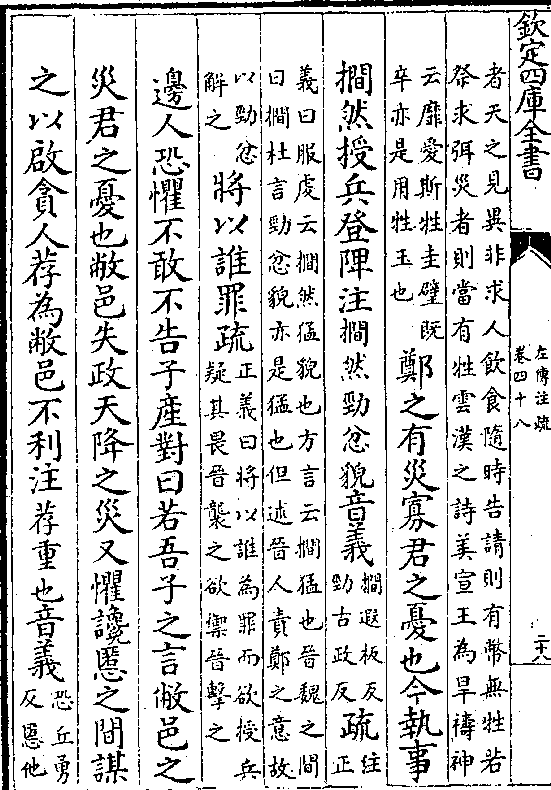 欽定四庫全書
左傳注疏
卷四十八
二十八
者天之見異非求人飲食隨時告請則有幣無牲若
祭求弭災者則當有牲雲漢之詩美宣王為旱禱神
云靡愛斯牲圭璧既
卒亦是用牲玉也
鄭之有災寡君之憂也今執事
撊然授兵登陴注撊然勁忿貌音義
撊遐板反
勁古政反
疏
注
正
義曰服虔云撊然猛貌也方言云撊猛也晉魏之間
曰撊杜言勁忿貌亦是猛也但述晉人責鄭之意故
以勁忿
解之
將以誰罪疏
正義曰將以誰為罪而欲授兵
疑其畏晉襲之欲禦晉擊之
邊人恐懼不敢不告子產對曰若吾子之言敝邑之
災君之憂也敝邑失政天降之災又懼讒慝之間謀
之以啟貪人荐為敝邑不利注荐重也音義
恐丘勇
反慝他